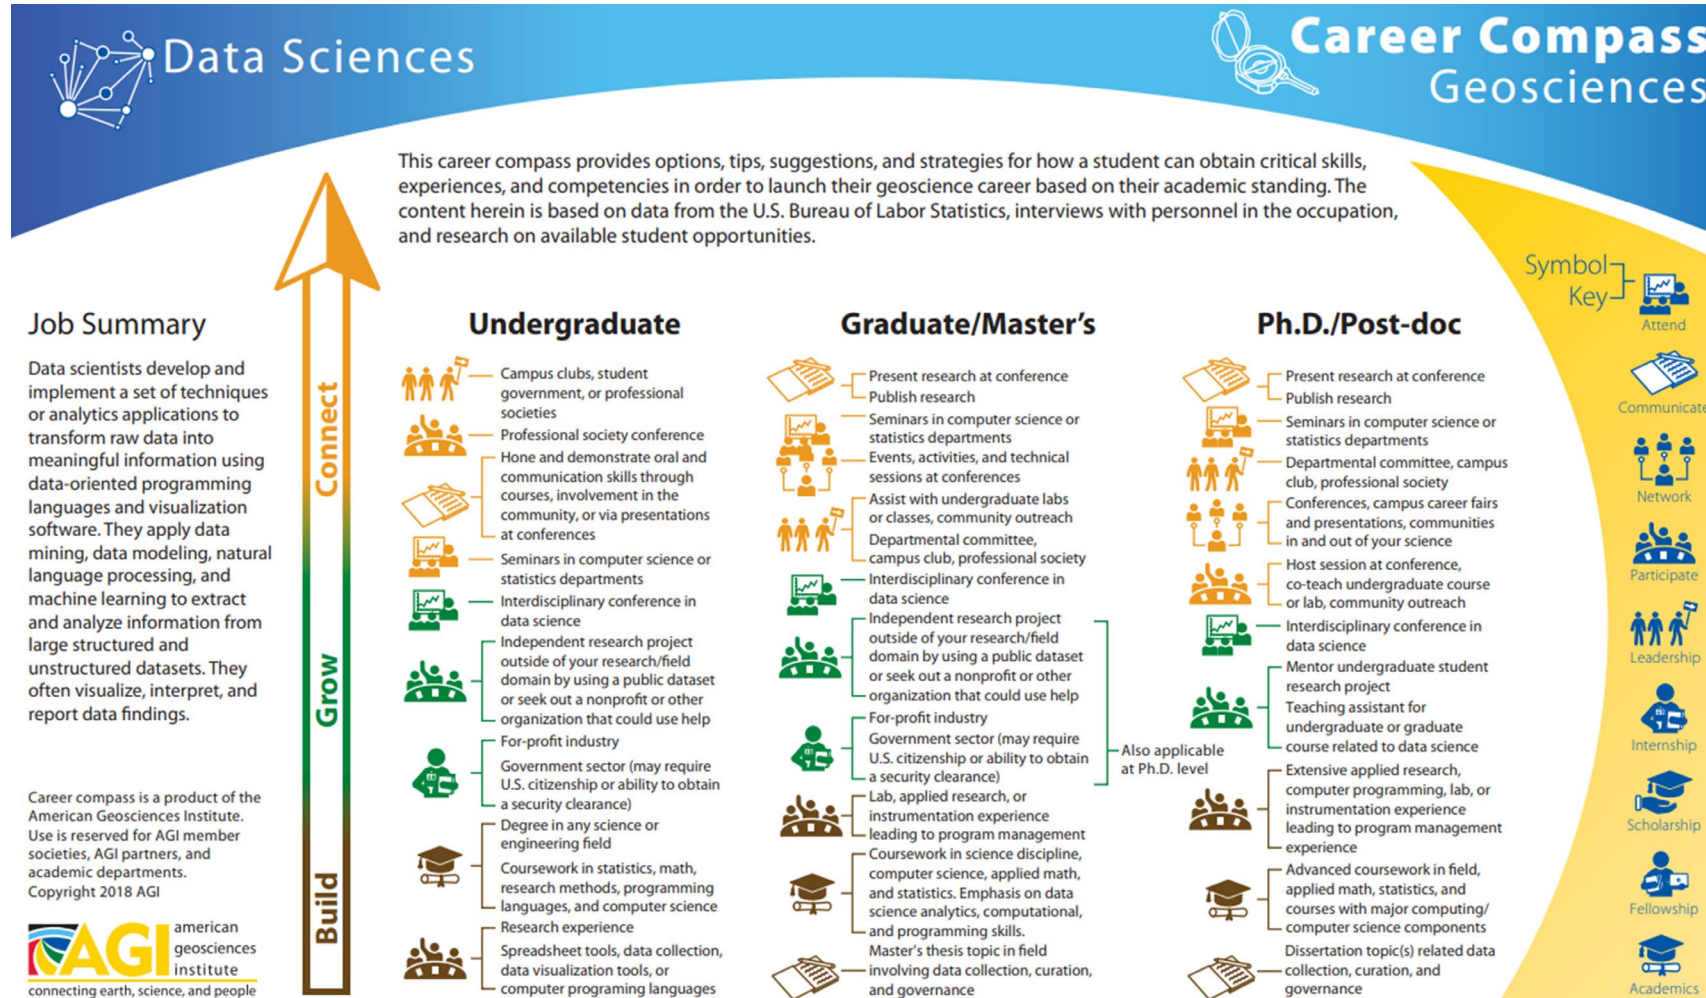 Data Sciences
Career Compass
Geosciences
This career compass provides options, tips, suggestions, and strategies for how a student can obtain critical skills,
experiences, and competencies in order to launch their geoscience career based on their academic standing. The
content herein is based on data from the U.S. Bureau of Labor Statistics, interviews with personnel in the occupation,
and research on available student opportunities.
Job Summary
Data scientists develop and
implement a set of techniques
or analytics applications to
transform raw data into
meaningful information using
data-oriented programming
languages and visualization
software. They apply data
mining, data modeling, natural
language processing, and
machine learning to extract
and analyze information from
large structured and
unstructured datasets. They
often visualize, interpret, and
report data findings.
Career compass is a product of the
American Geosciences Institute.
Use is reserved for AGI member
societies, AGI partners, and
academic departments.
Copyright 2018 AGI
AGI
american
geosciences
institute
connecting earth, science, and people
Connect
Grow
Build
Undergraduate
Campus clubs, student
government, or professional
societies
Professional society conference
Hone and demonstrate oral and
communication skills through
courses, involvement in the
community, or via presentations
at conferences
Seminars in computer science or
statistics departments
Interdisciplinary conference in
data science
Independent research project
outside of your research/field
domain by using a public dataset
or seek out a nonprofit or other
organization that could use help
For-profit industry
Government sector (may require
U.S. citizenship or ability to obtain
a security clearance)
Degree in any science or
engineering field
Coursework in statistics, math,
research methods, programming
languages, and computer science
Research experience
Spreadsheet tools, data collection,
data visualization tools, or
computer programing languages
Graduate/Master's
Present research at conference
Publish research
Seminars in computer science or
statistics departments
Events, activities, and technical
sessions at conferences
Assist with undergraduate labs
or classes, community outreach
Departmental committee,
campus club, professional society
Interdisciplinary conference in
data science
Independent research project
outside of your research/field
domain by using a public dataset
or seek out a nonprofit or other
organization that could use help
For-profit industry
Government sector (may require
U.S. citizenship or ability to obtain
a security clearance)
Also applicable
at Ph.D. level
Lab, applied research, or
instrumentation experience
leading to program management
Coursework in science discipline,
computer science, applied math,
and statistics. Emphasis on data
science analytics, computational,
and programming skills.
Master's thesis topic in field
involving data collection, curation,
and governance
Ph.D./Post-doc
Present research at conference
Publish research
Seminars in computer science or
statistics departments
Departmental committee, campus
club, professional society
Conferences, campus career fairs
and presentations, communities
in and out of your science
Host session at conference,
co-teach undergraduate course
or lab, community outreach
Interdisciplinary conference in
data science
Mentor undergraduate student
research project
Teaching assistant for
undergraduate or graduate
course related to data science
Extensive applied research,
computer programming, lab, or
instrumentation experience
leading to program management
experience
Advanced coursework in field,
applied math, statistics, and
courses with major computing/
computer science components
Dissertation topic(s) related data
collection, curation, and
governance
Symbol
Key
Attend
Communicate
Network
Participate
Leadership
Internship
Scholarship
Fellowship
Academics